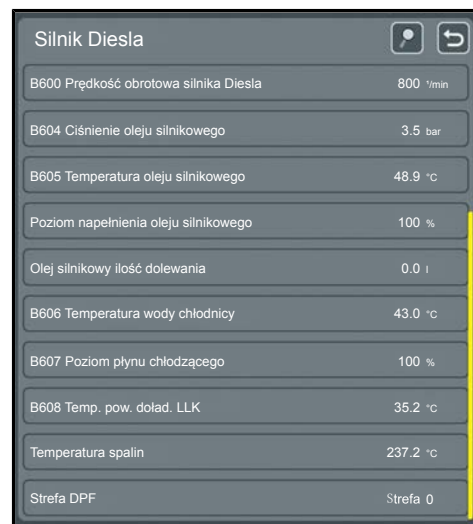 Silnik Diesla
B600 Prędkość obrotowa silnika Diesla 800 ¹/min
B604 Ciśnienie oleju silnikowego 3.5 bar
B605 Temperatura oleju silnikowego 48.9 °C
Poziom napełnienia oleju silnikowego 100 %
Olej silnikowy ilość dolewania 0.0 l
B606 Temperatura wody chłodnicy 43.0 °C
B607 Poziom płynu chłodzącego 100 %
B608 Temp. pow. doład. LLK 35.2 °C
Temperatura spalin 237.2 °C
Strefa DPF Strefa 0